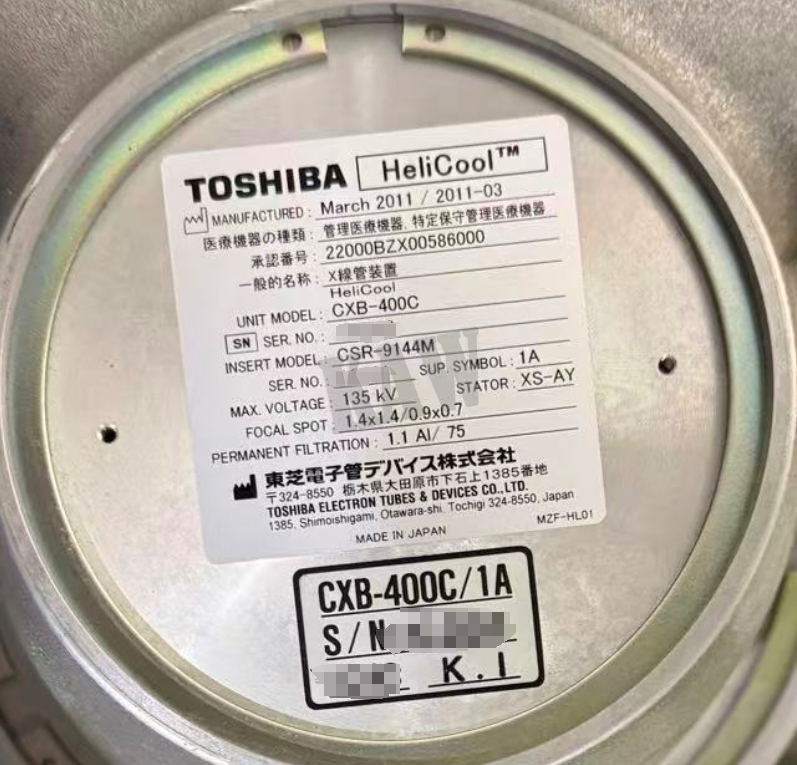 TOSHIBA HeliCool™
MANUFACTURED : March 2011 / 2011-03
医療機器の種類 : 管理医療機器, 特定保守管理医療機器
承認番号 : 22000BZX00586000
一般的名称 : X線管装置
HeliCool
UNIT MODEL : CXB-400C
SN SER. NO. :
INSERT MODEL : CSR-9144M
SER. NO. : SUP. SYMBOL : 1A
MAX. VOLTAGE : 135 kV STATOR : XS-AY
FOCAL SPOT : 1.4x1.4/0.9x0.7
PERMANENT FILTRATION : 1.1 Al/ 75
東芝電子管デバイス株式会社
〒324-8550 栃木県大田原市下石上1385番地
TOSHIBA ELECTRON TUBES & DEVICES CO., LTD.
1385, Shimoishigami, Otawara-shi, Tochigi 324-8550, Japan
MADE IN JAPAN MZF-HL01
CXB-400C/1A
S/N
K.I